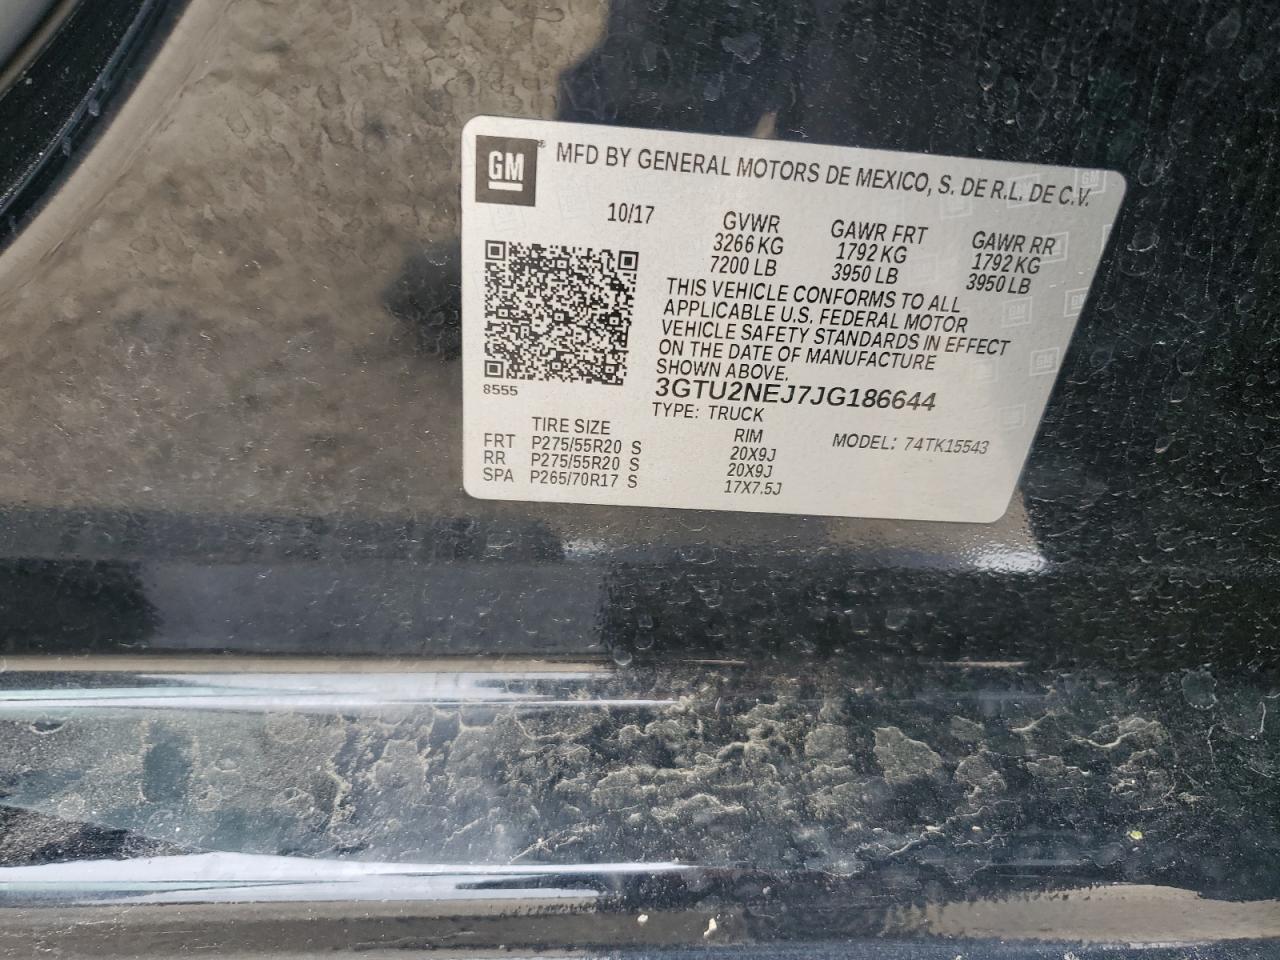 GM® MFD BY GENERAL MOTORS DE MEXICO, S. DE R.L. DE C.V.
10/17 GVWR GAWR FRT GAWR RR
3266 KG 1792 KG 1792 KG
7200 LB 3950 LB 3950 LB
THIS VEHICLE CONFORMS TO ALL
APPLICABLE U.S. FEDERAL MOTOR
VEHICLE SAFETY STANDARDS IN EFFECT
ON THE DATE OF MANUFACTURE
SHOWN ABOVE.
8555 3GTU2NEJ7JG186644
TYPE: TRUCK
TIRE SIZE RIM MODEL: 74TK15543
FRT P275/55R20 S 20X9J
RR P275/55R20 S 20X9J
SPA P265/70R17 S 17X7.5J